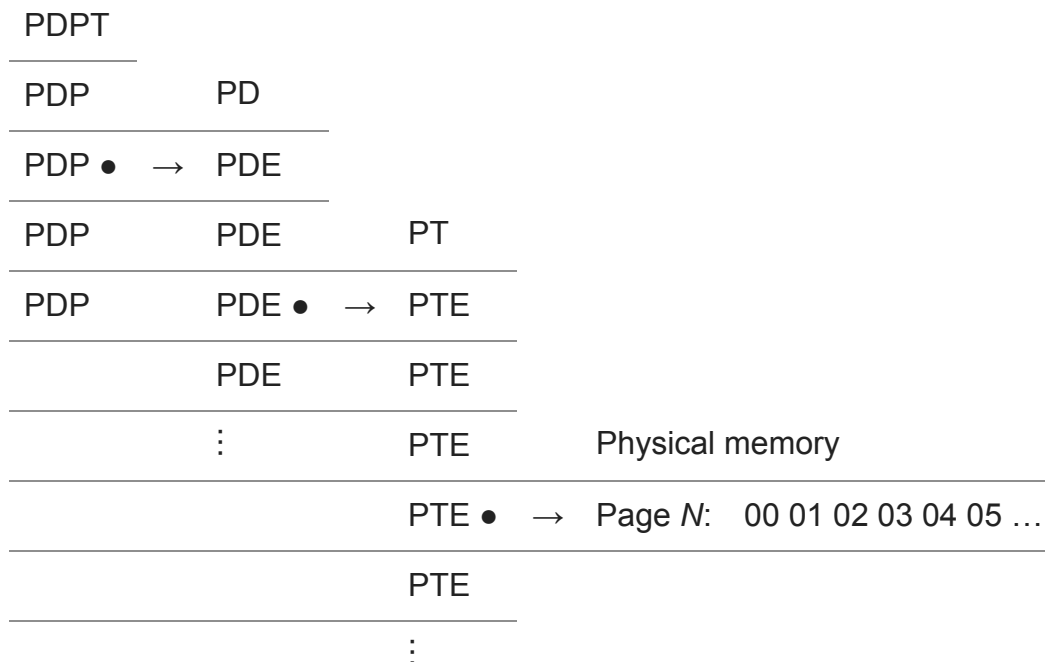 PDPT
PDP PD
PDP ● → PDE
PDP PDE PT
PDP PDE ● → PTE
PDE PTE
⋮ PTE Physical memory
PTE ● → Page N: 00 01 02 03 04 05 …
PTE
⋮